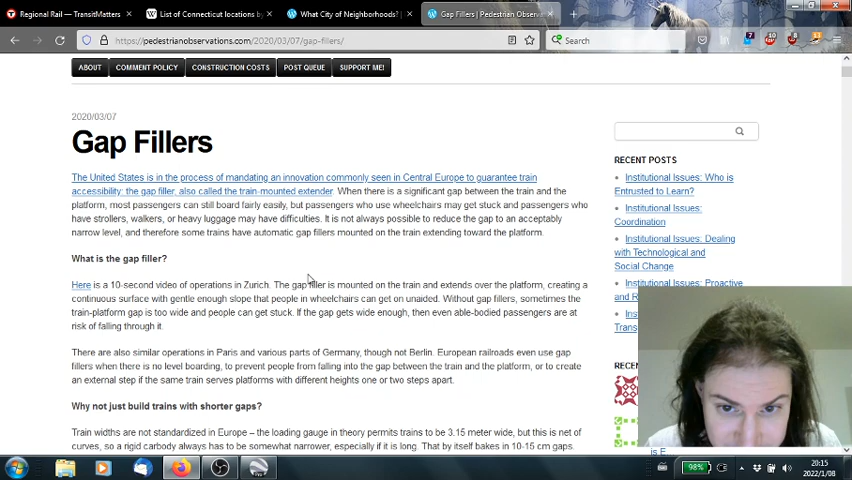 Regional Rail — TransitMatters
List of Connecticut locations by
What City of Neighborhoods?
Gap Fillers | Pedestrian Observa
https://pedestrianobservations.com/2020/03/07/gap-fillers/
Search
ABOUT
COMMENT POLICY
CONSTRUCTION COSTS
POST QUEUE
SUPPORT ME!
2020/03/07
Gap Fillers
The United States is in the process of mandating an innovation commonly seen in Central Europe to guarantee train
accessibility: the gap filler, also called the train-mounted extender. When there is a significant gap between the train and the
platform, most passengers can still board fairly easily, but passengers who use wheelchairs may get stuck and passengers who
have strollers, walkers, or heavy luggage may have difficulties. It is not always possible to reduce the gap to an acceptably
narrow level, and therefore some trains have automatic gap fillers mounted on the train extending toward the platform.
What is the gap filler?
Here is a 10-second video of operations in Zurich. The gap filler is mounted on the train and extends over the platform, creating a
continuous surface with gentle enough slope that people in wheelchairs can get on unaided. Without gap fillers, sometimes the
train-platform gap is too wide and people can get stuck. If the gap gets wide enough, then even able-bodied passengers are at
risk of falling through it.
There are also similar operations in Paris and various parts of Germany, though not Berlin. European railroads even use gap
fillers when there is no level boarding, to prevent people from falling into the gap between the train and the platform, or to create
an external step if the same train serves platforms with different heights one or two steps apart.
Why not just build trains with shorter gaps?
Train widths are not standardized in Europe – the loading gauge in theory permits trains to be 3.15 meter wide, but this is net of
curves, so a rigid carbody always has to be somewhat narrower, especially if it is long. That by itself bakes in 10-15 cm gaps.
RECENT POSTS
Institutional Issues: Who is
Entrusted to Learn?
Institutional Issues:
Coordination
Institutional Issues: Dealing
with Technological and
Social Change
Institutional Issues: Proactive
and R
Ins
Trans
RECEN
is E
98%
20:15
2022/1/08